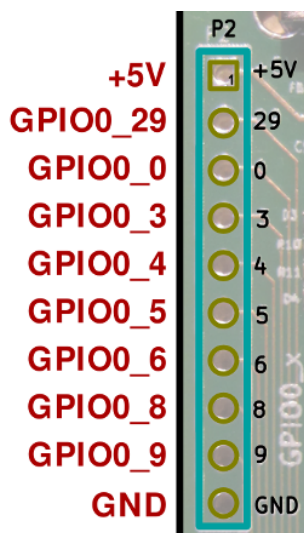 P2
+5V 1 +5V
GPIO0_29 29
GPIO0_0 0
GPIO0_3 3
GPIO0_4 4
GPIO0_5 5
GPIO0_6 6
GPIO0_8 8
GPIO0_9 9
GND GND
GPIO0_x